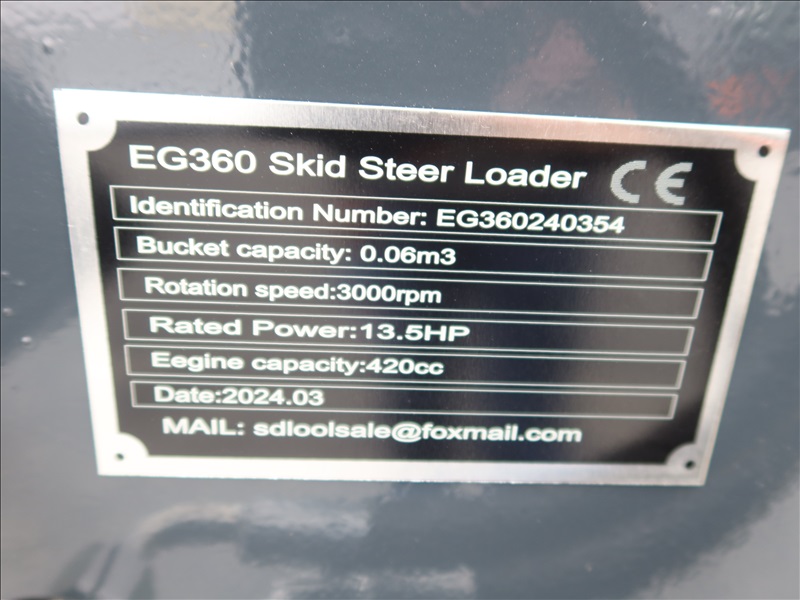 EG360 Skid Steer Loader CE
Identification Number: EG360240354
Bucket capacity: 0.06m3
Rotation speed:3000rpm
Rated Power:13.5HP
Eegine capacity:420cc
Date:2024.03
MAIL: sdloolsale@foxmail.com